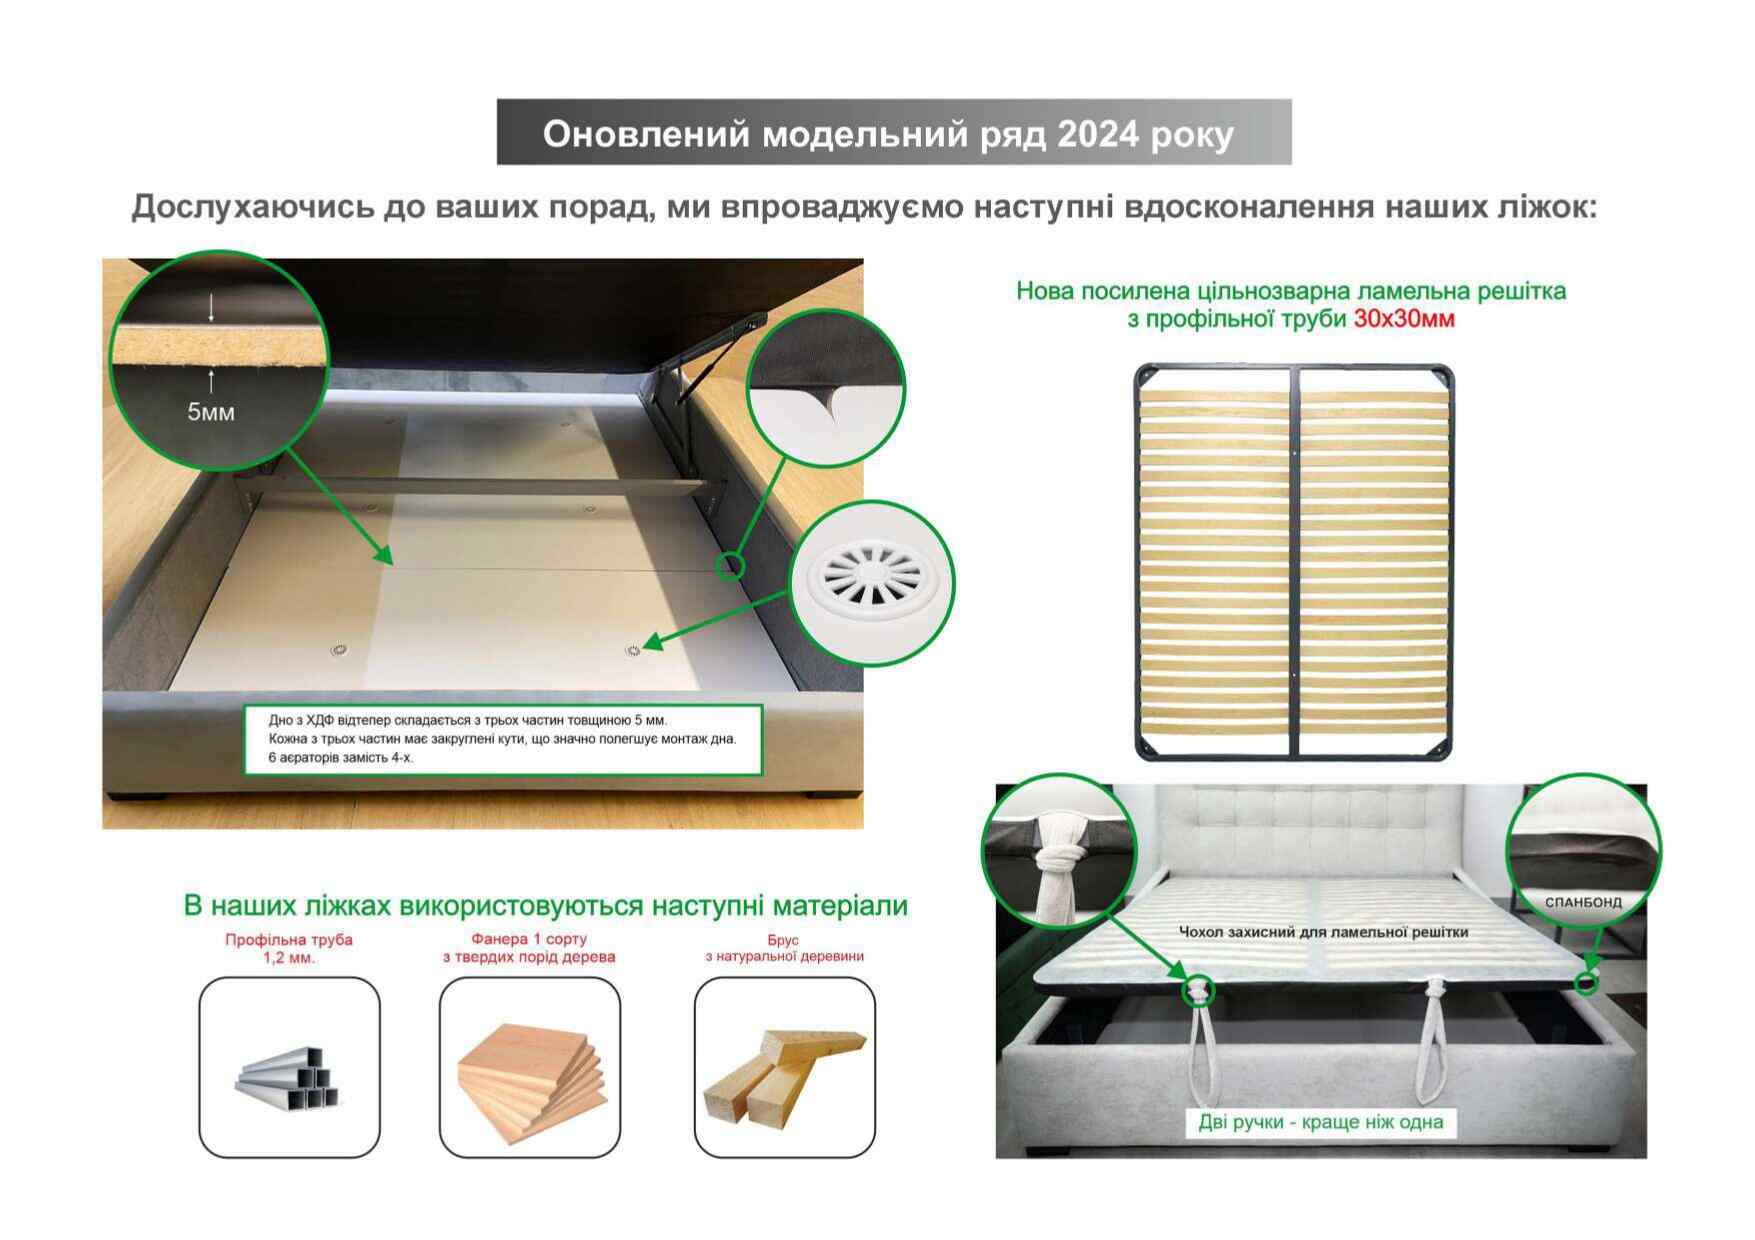 Оновлений модельний ряд 2024 року
Дослухаючись до ваших порад, ми впроваджуємо наступні вдосконалення наших ліжок:
5мм
Дно з ХДФ відтепер складається з трьох частин товщиною 5 мм.
Кожна з трьох частин має закруглені кути, що значно полегшує монтаж дна.
6 аєраторів замість 4-х.
Нова посилена цільнозварна ламельна решітка
з профільної труби 30х30мм
В наших ліжках використовуються наступні матеріали
Профільна труба
1,2 мм.
Фанера 1 сорту
з твердих порід дерева
Брус
з натуральної деревини
СПАНБОНД
Чохол захисний для ламельної решітки
Дві ручки - краще ніж одна